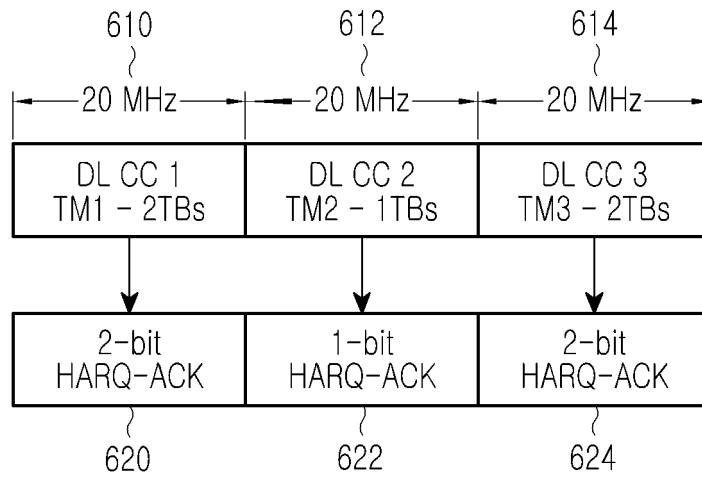 610 612 614
20 MHz 20 MHz 20 MHz
DL CC 1 DL CC 2 DL CC 3
TM1 - 2TBs TM2 - 1TBs TM3 - 2TBs
2-bit 1-bit 2-bit
HARQ-ACK HARQ-ACK HARQ-ACK
620 622 624